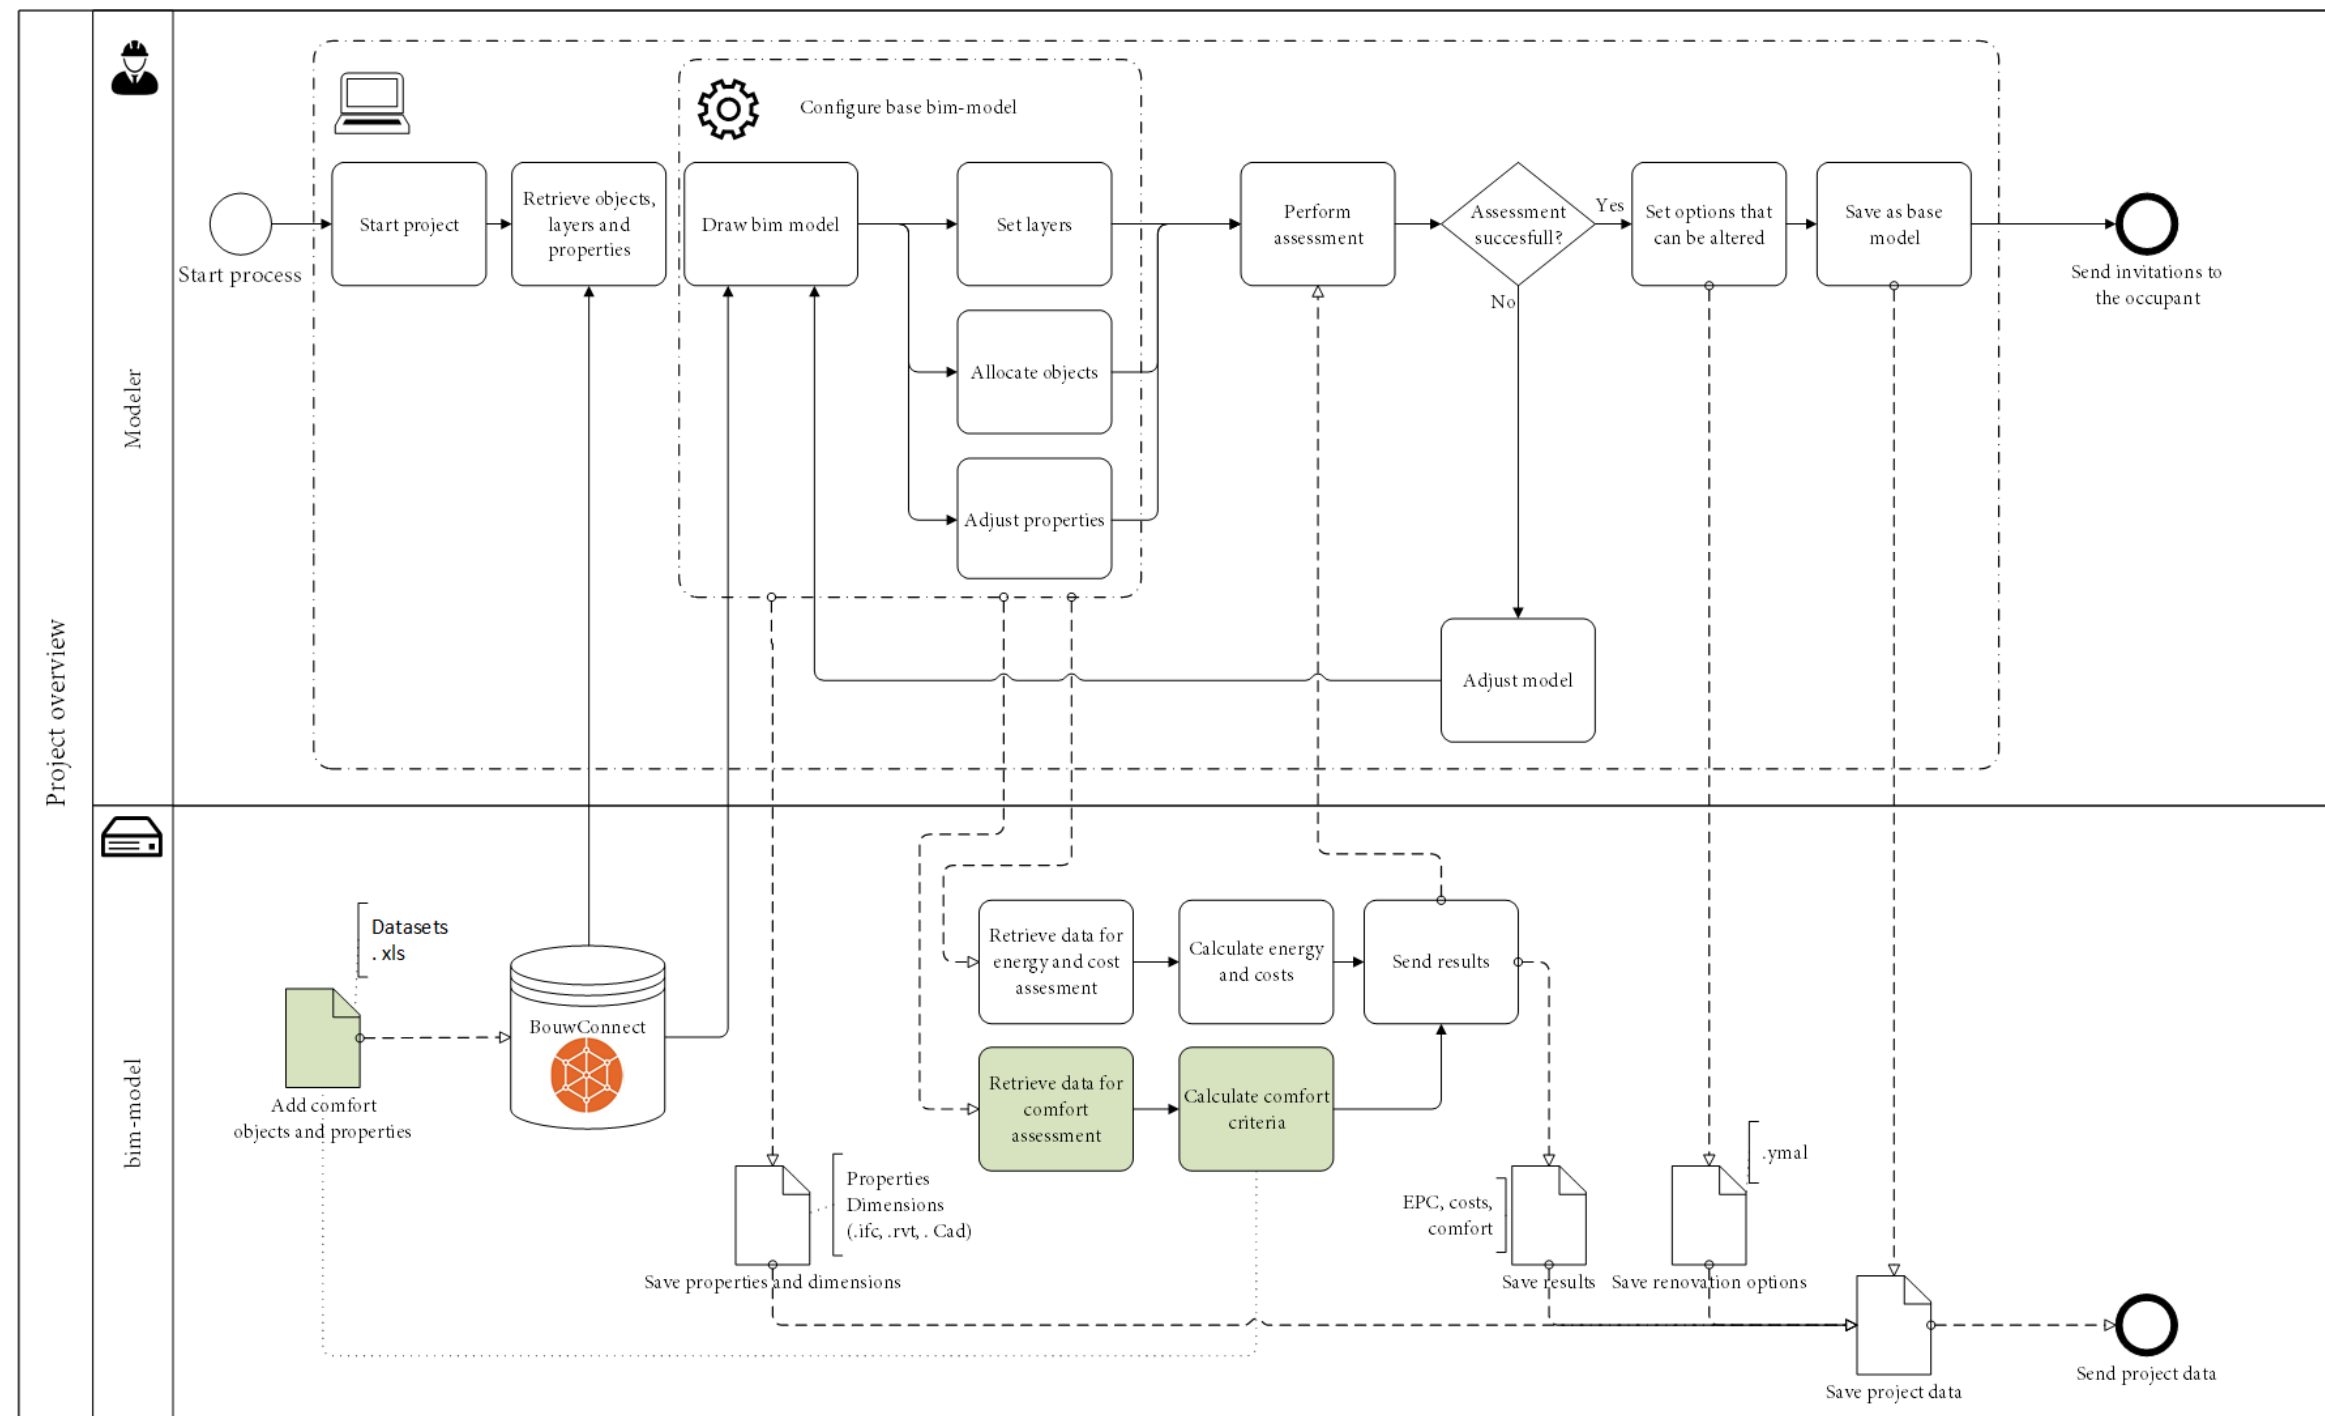 Project overview
Modeler
Configure base bim-model
Start process
Start project
Retrieve objects,
layers and
properties
Draw bim model
Set layers
Allocate objects
Adjust properties
Perform
assessment
Assessment
succesfull?
Yes
No
Set options that
can be altered
Save as base
model
Send invitations to
the occupant
Adjust model
bim-model
Datasets
. xls
Add comfort
objects and properties
BouwConnect
Retrieve data for
energy and cost
assesment
Calculate energy
and costs
Send results
Retrieve data for
comfort
assessment
Calculate comfort
criteria
Properties
Dimensions
(.ifc, .rvt, . Cad)
Save properties and dimensions
EPC, costs,
comfort
Save results
.ymal
Save renovation options
Save project data
Send project data